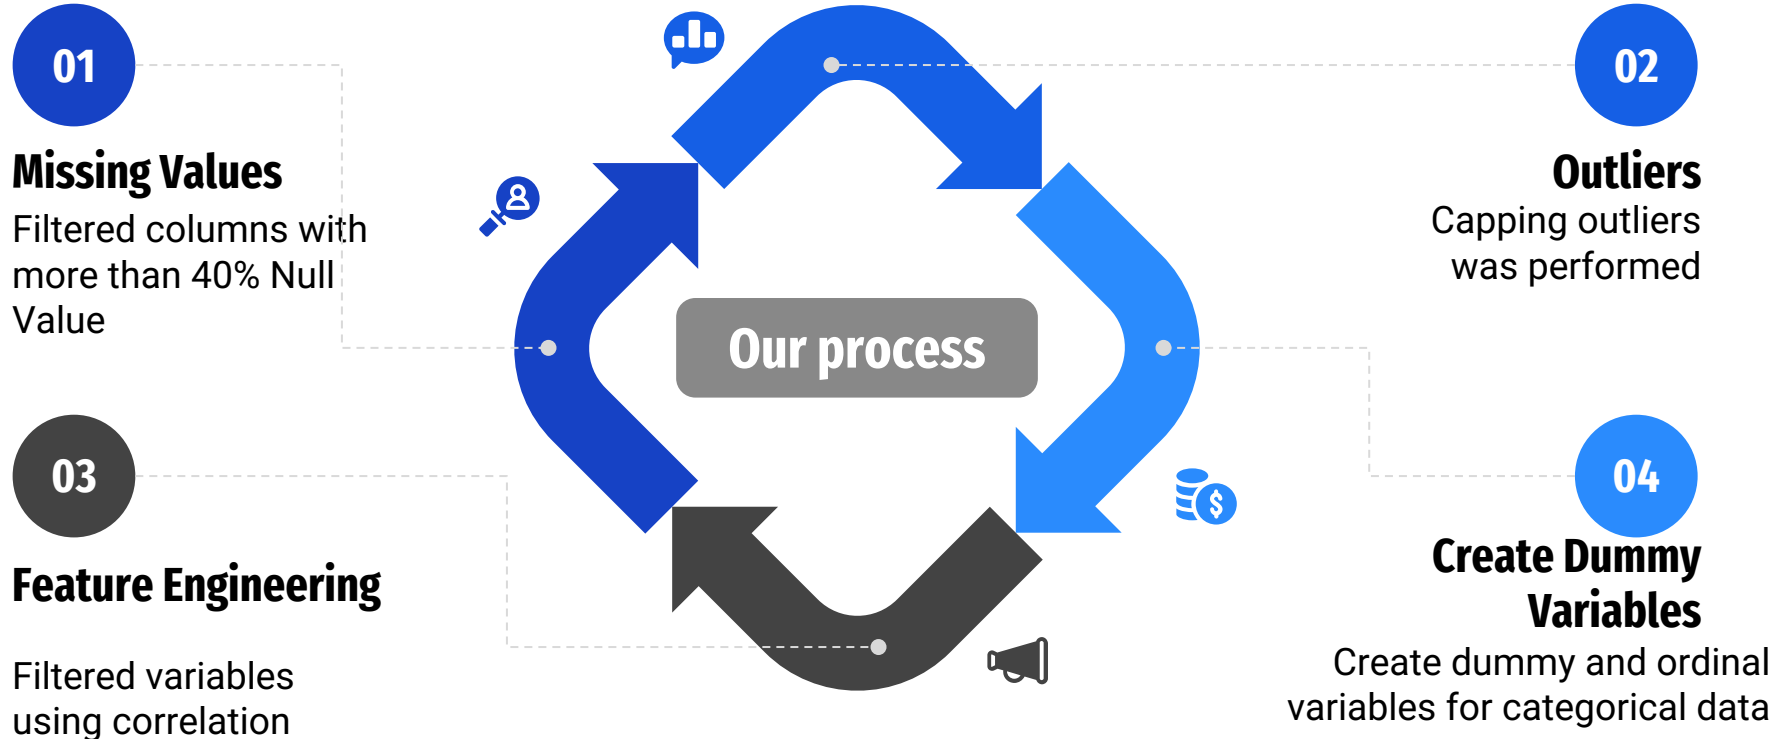 01
Missing Values
Filtered columns with
more than 40% Null
Value
02
Outliers
Capping outliers
was performed
Our process
03
Feature Engineering
Filtered variables
using correlation
04
Create Dummy
Variables
Create dummy and ordinal
variables for categorical data
$